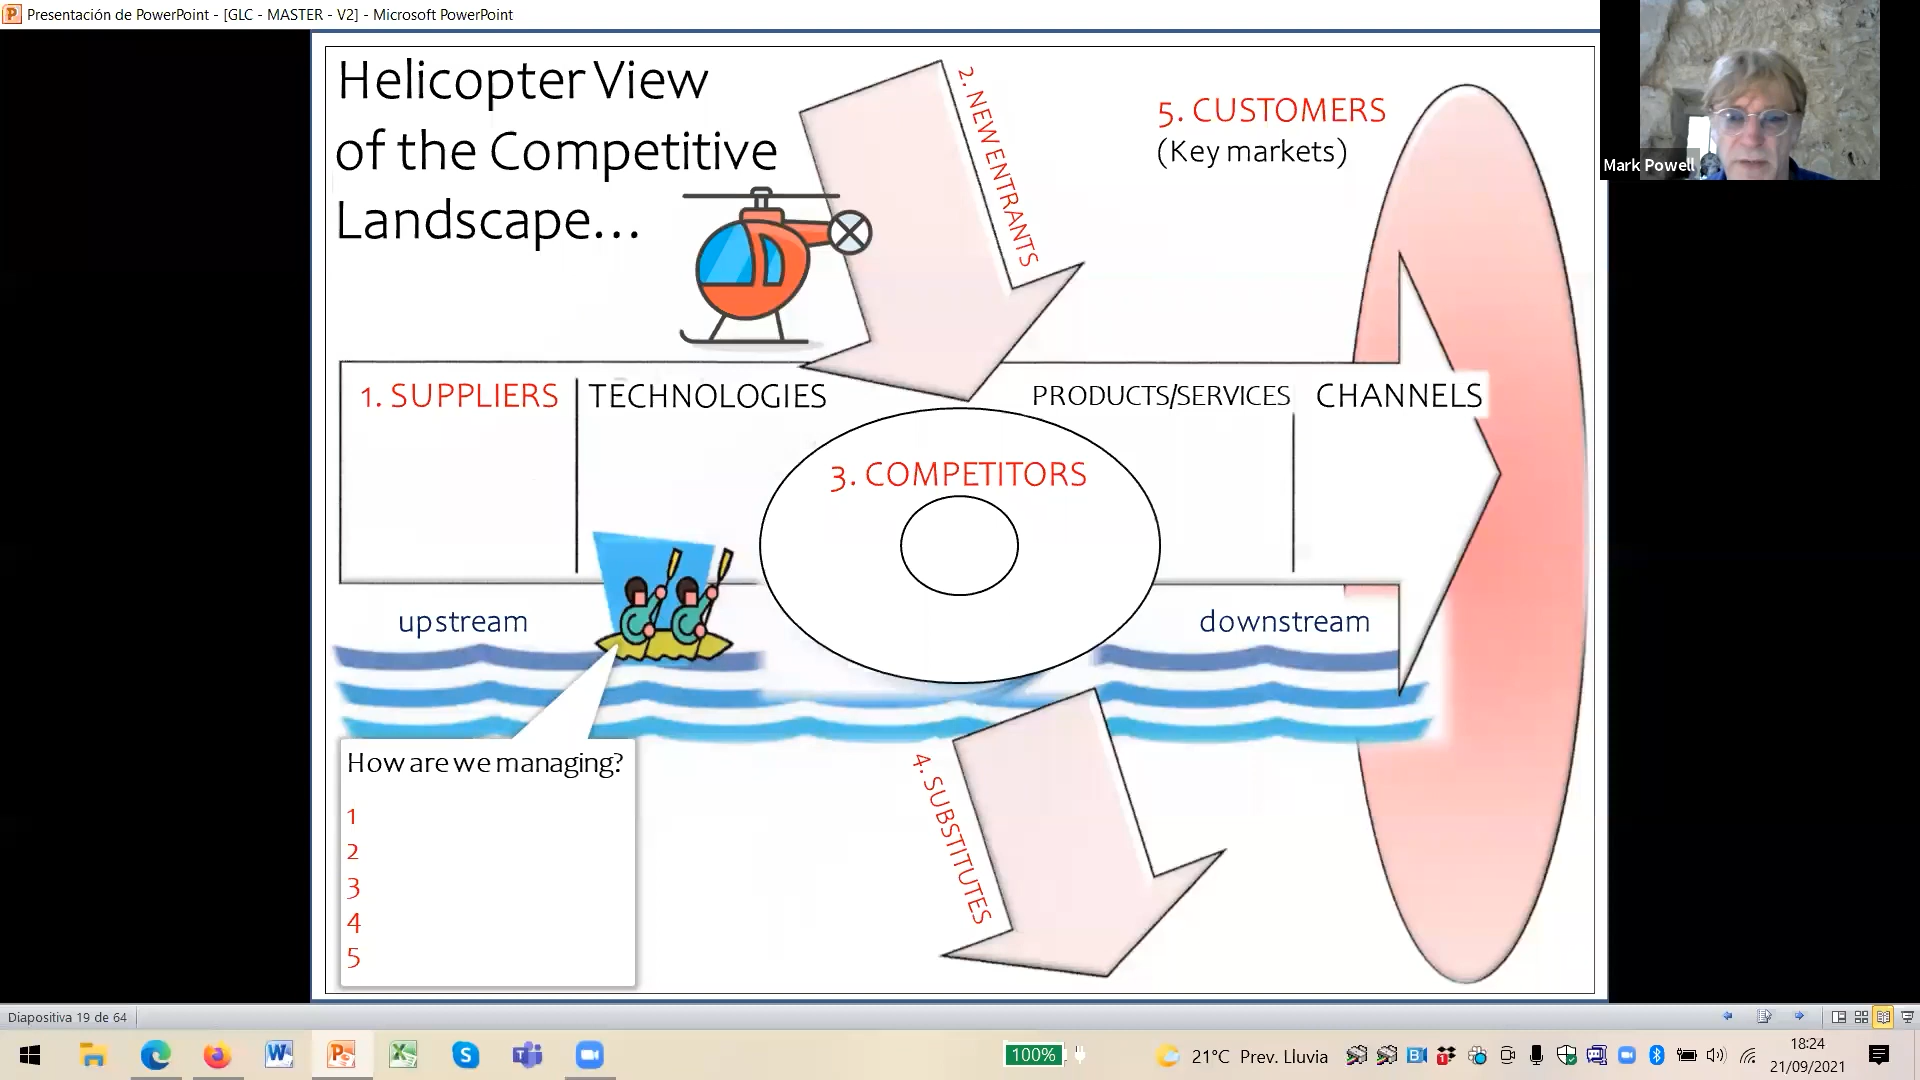 Presentación de PowerPoint - [GLC - MASTER - V2] - Microsoft PowerPoint
Helicopter View
of the Competitive
Landscape...
2. NEW ENTRANTS
5. CUSTOMERS
(Key markets)
Mark Powell
1. SUPPLIERS
TECHNOLOGIES
PRODUCTS/SERVICES
CHANNELS
3. COMPETITORS
upstream
downstream
How are we managing?
1
2
3
4
5
4. SUBSTITUTES
Diapositiva 19 de 64
100%
21°C Prev. Lluvia
18:24
21/09/2021